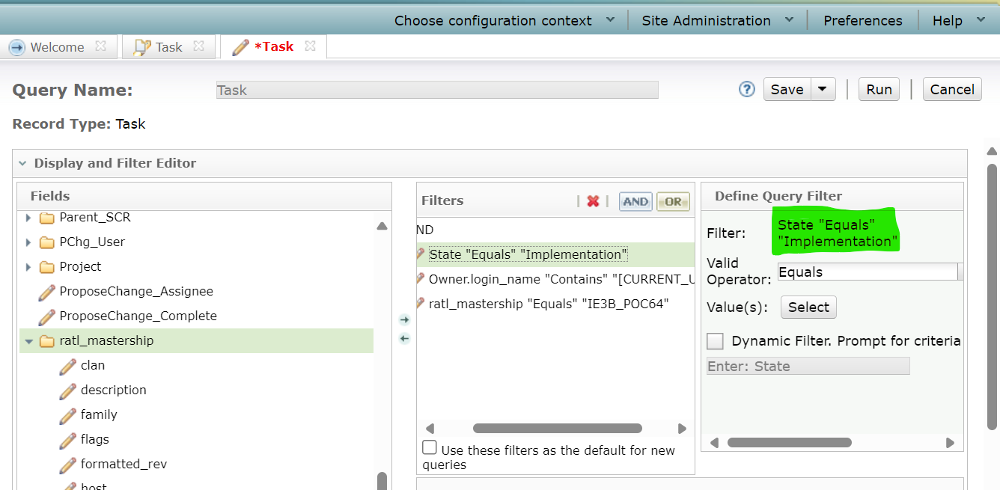 Choose configuration context Site Administration Preferences Help
Welcome Task *Task
Query Name: Task ? Save Run Cancel
Record Type: Task
Display and Filter Editor
Fields
Parent_SCR
PChg_User
Project
ProposeChange_Assignee
ProposeChange_Complete
ratl_mastership
clan
description
family
flags
formatted_rev
host
Filters AND OR
ND
State "Equals" "Implementation"
Owner.login_name "Contains" "[CURRENT_U
ratl_mastership "Equals" "IE3B_POC64"
Use these filters as the default for new
queries
Define Query Filter
Filter: State "Equals"
"Implementation"
Valid
Operator: Equals
Value(s): Select
Dynamic Filter. Prompt for criteria
Enter: State